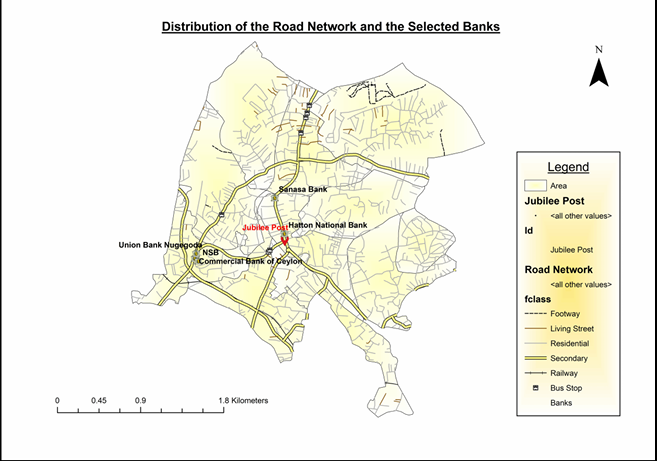 Distribution of the Road Network and the Selected Banks
N
Sanasa Bank
Jubilee Post
Hatton National Bank
Union Bank Nugegoda
NSB
Commercial Bank of Ceylon
0 0.45 0.9 1.8 Kilometers
Legend
Area
Jubilee Post
<all other values>
Id
Jubilee Post
Road Network
<all other values>
fclass
Footway
Living Street
Residential
Secondary
Railway
Bus Stop
Banks